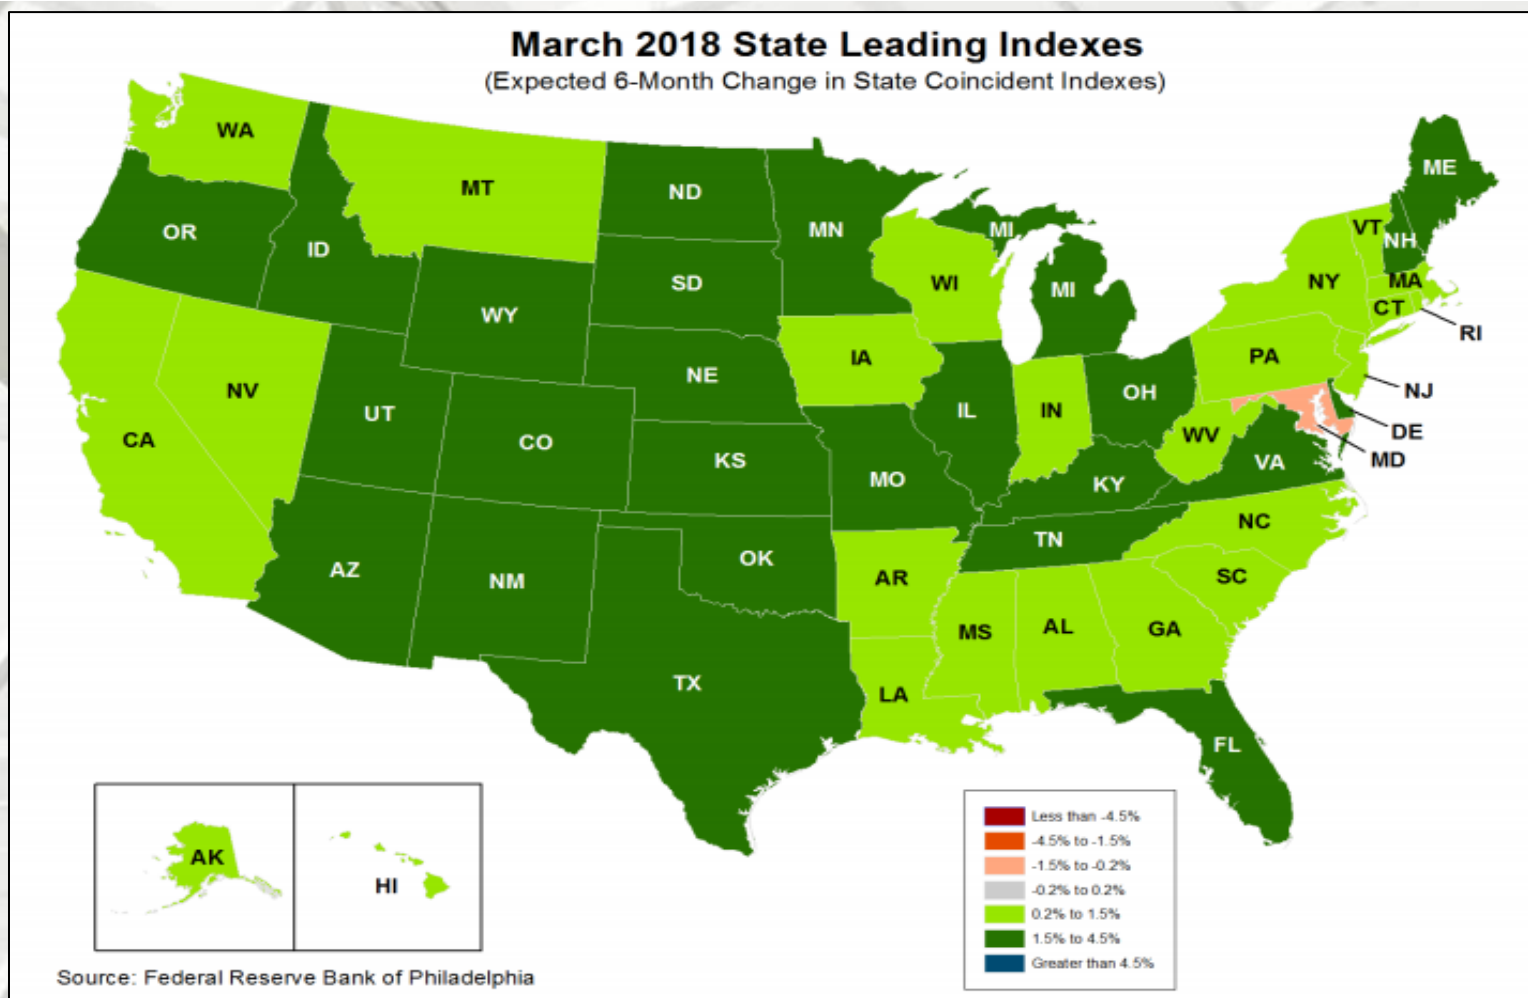 March 2018 State Leading Indexes
(Expected 6-Month Change in State Coincident Indexes)
WA
MT
ND
MN
MI
ME
OR
ID
SD
WI
MI
VT
NH
NY
MA
CT
RI
WY
NE
IA
PA
NJ
NV
UT
CO
KS
IL
IN
OH
WV
DE
MD
CA
MO
KY
VA
AZ
NM
OK
TN
NC
AR
SC
MS
AL
GA
TX
LA
FL
AK
HI
Less than -4.5%
-4.5% to -1.5%
-1.5% to -0.2%
-0.2% to 0.2%
0.2% to 1.5%
1.5% to 4.5%
Greater than 4.5%
Source: Federal Reserve Bank of Philadelphia